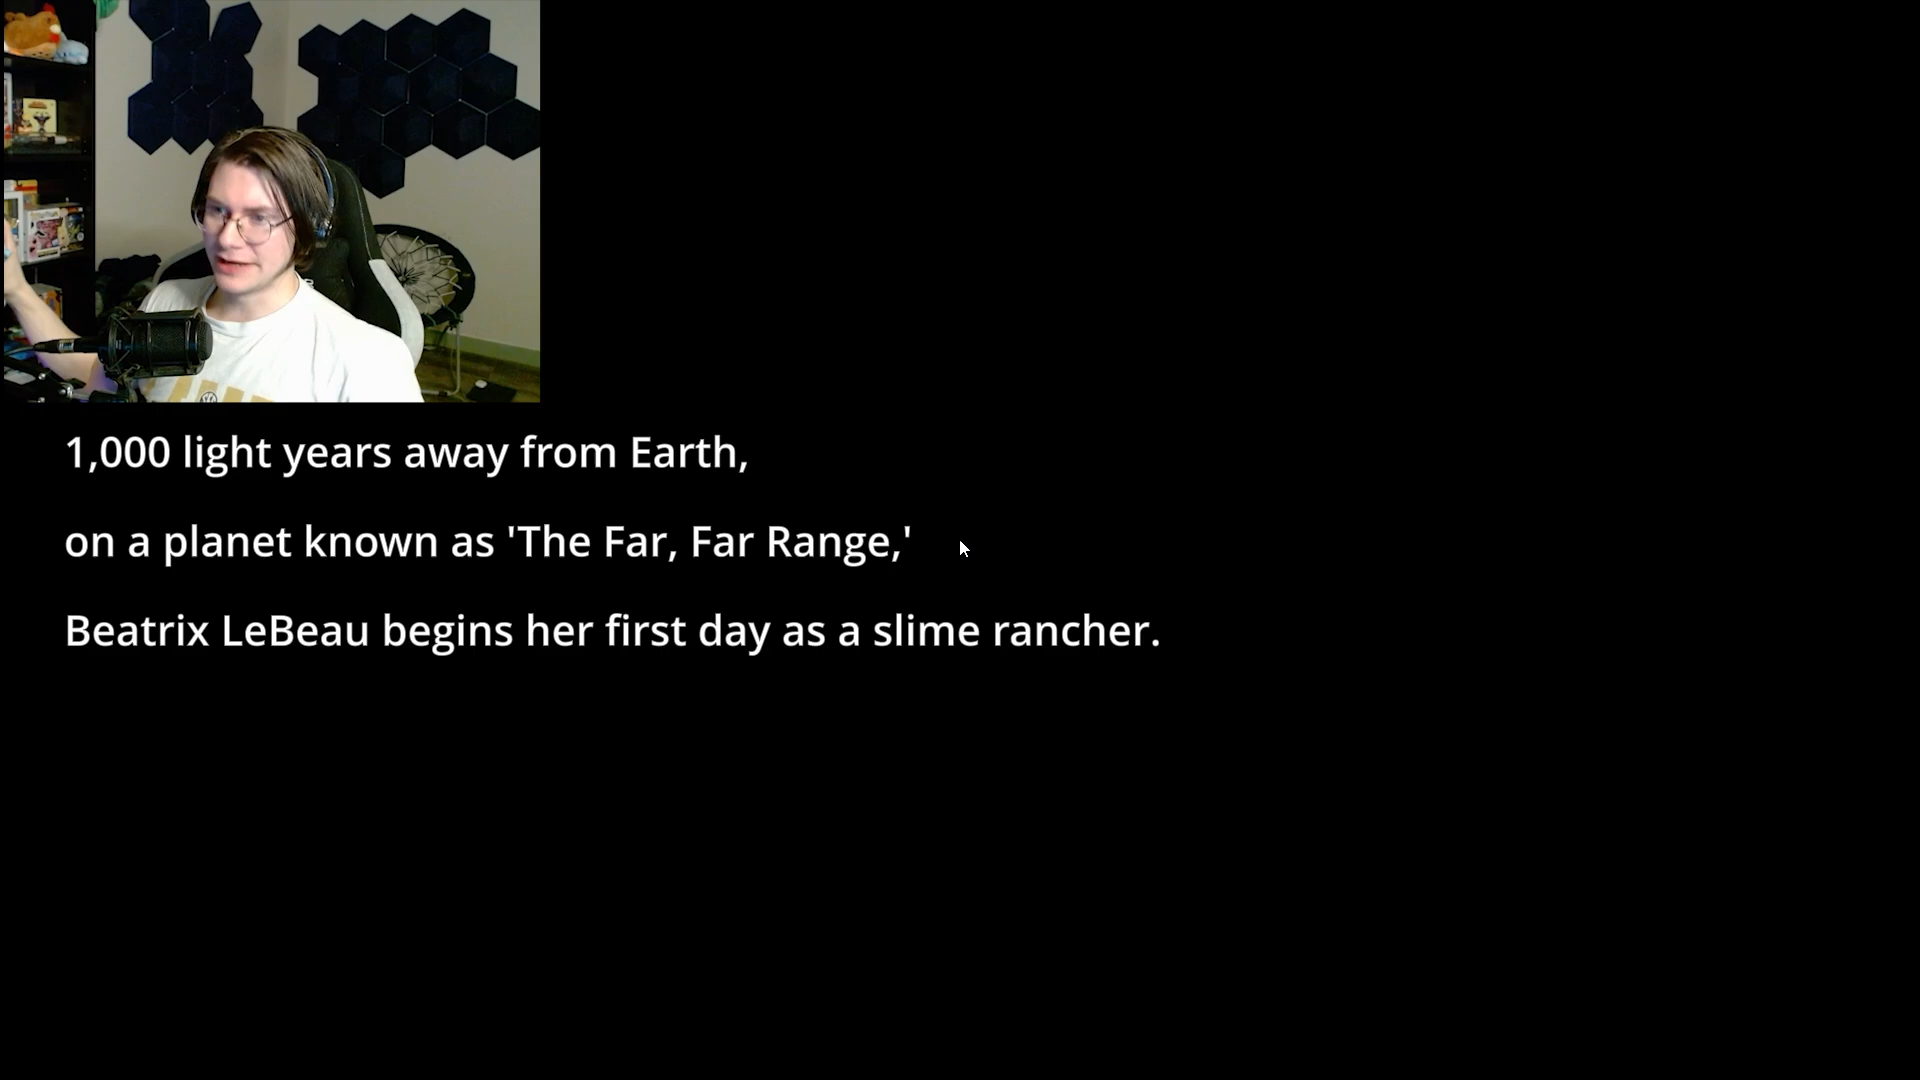 1,000 light years away from Earth,
on a planet known as 'The Far, Far Range,'
Beatrix LeBeau begins her first day as a slime rancher.